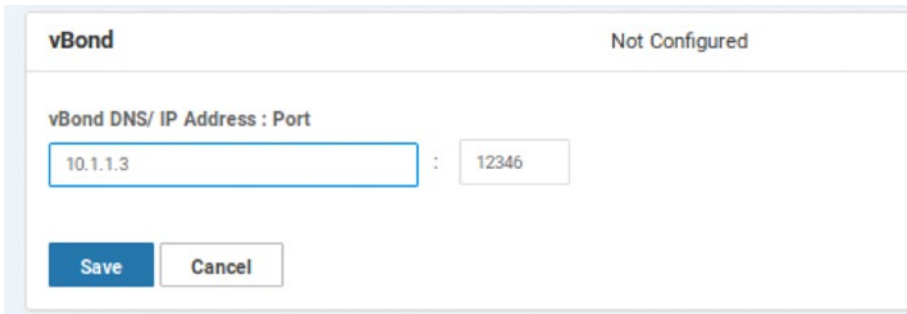 vBond Not Configured
vBond DNS/ IP Address : Port
10.1.1.3 : 12346
Save Cancel